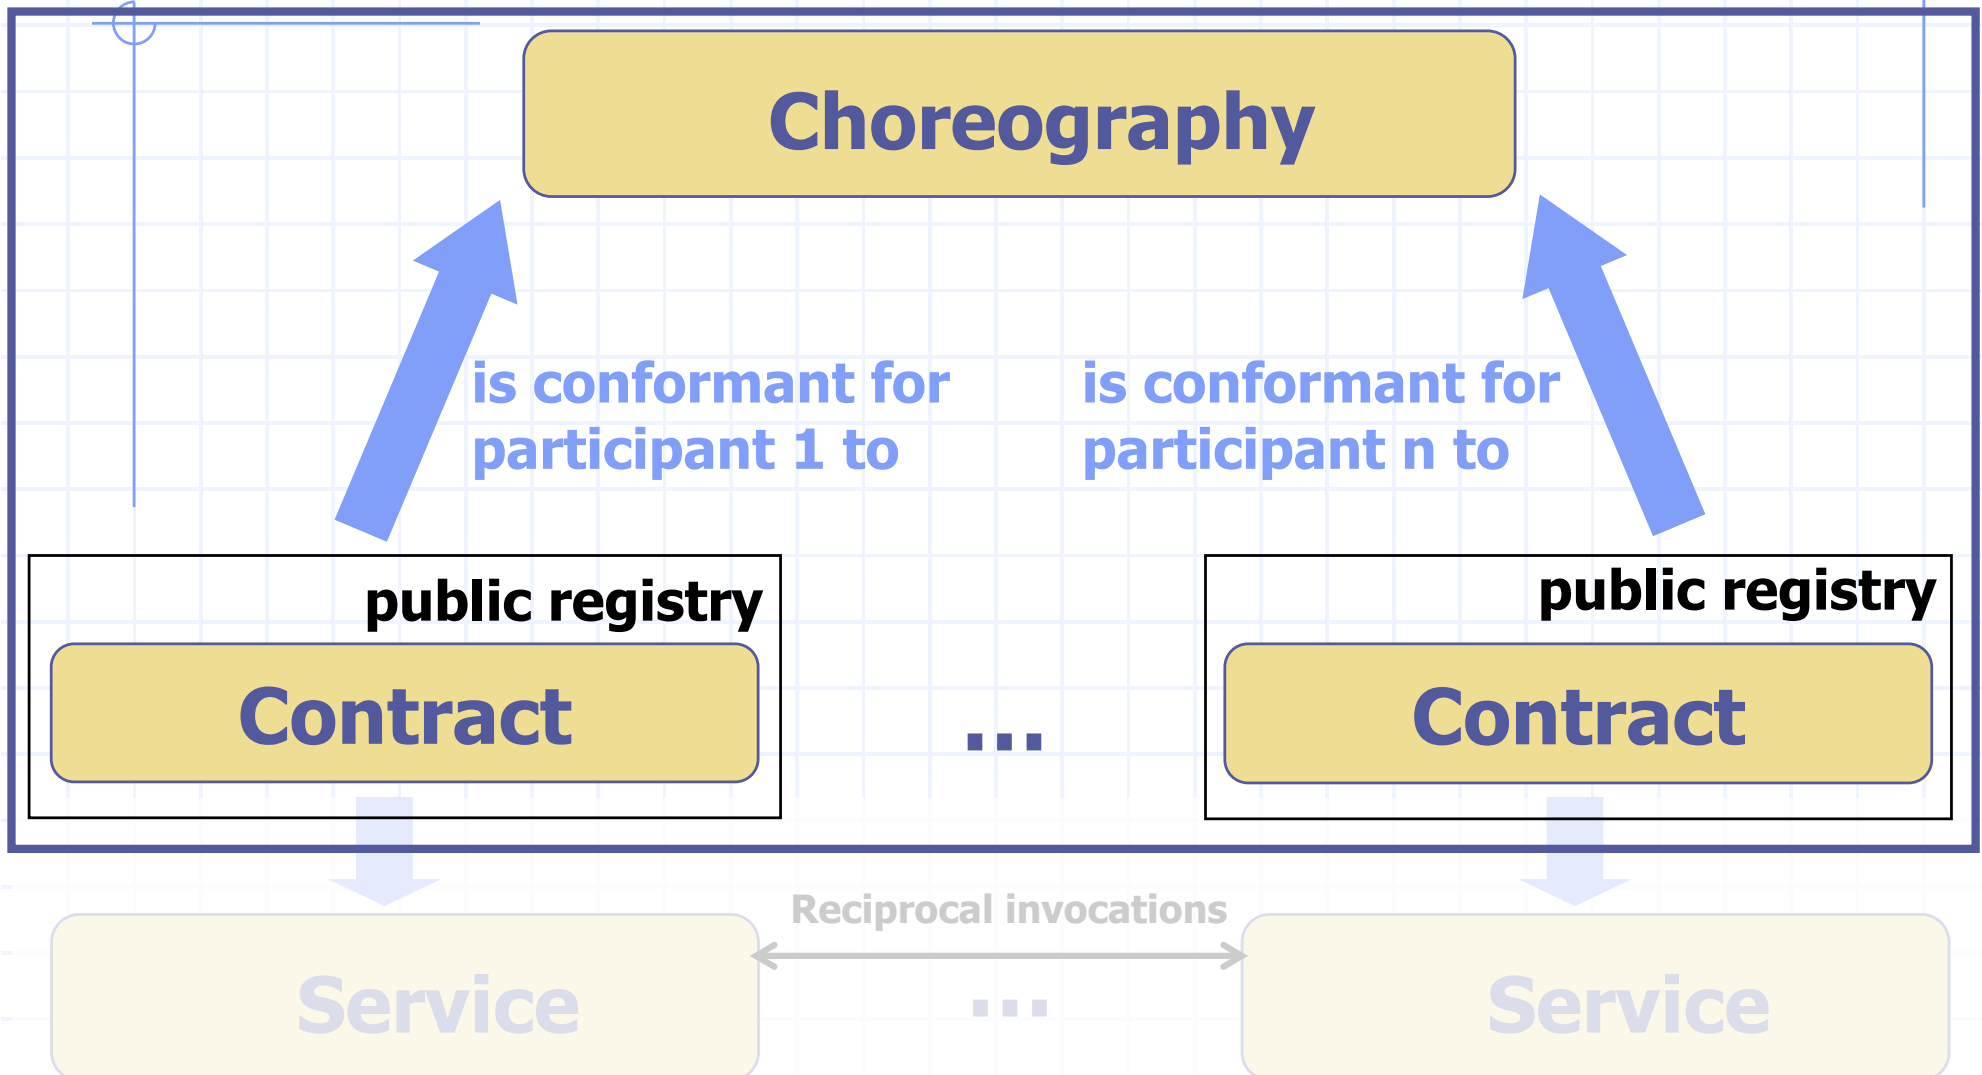 Choreography
is conformant for
participant 1 to
is conformant for
participant n to
public registry
public registry
Contract
...
Contract
Reciprocal invocations
Service
...
Service